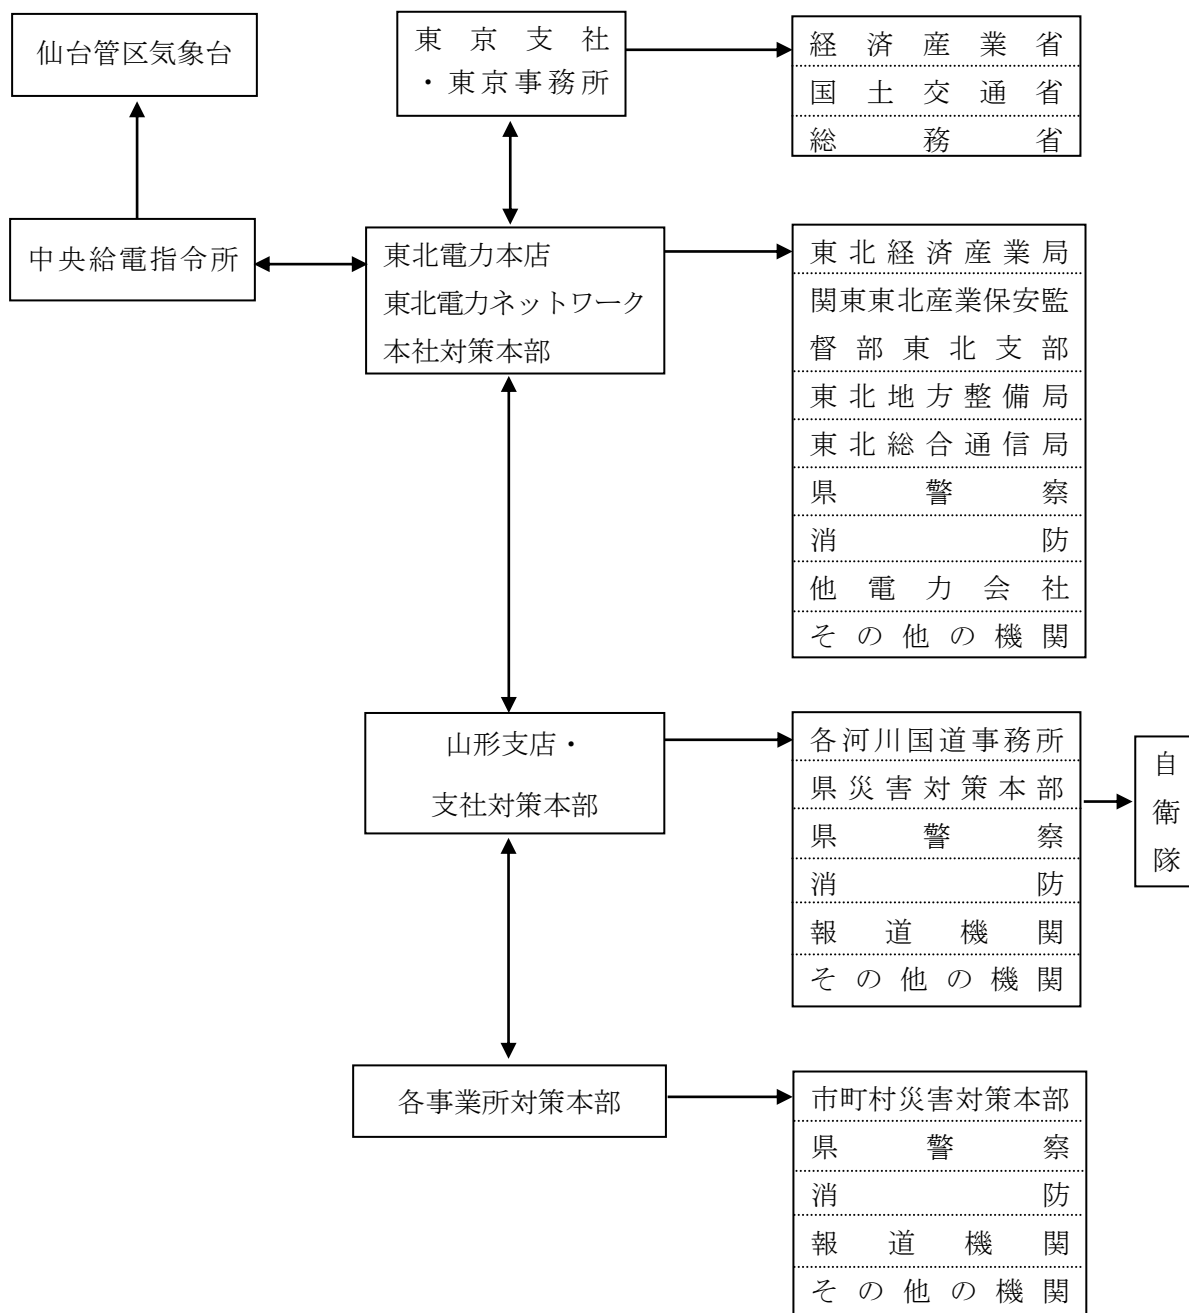 仙台管区気象台
東京支社
・東京事務所
経済産業省
国土交通省
総務省
中央給電指令所
東北電力本店
東北電力ネットワーク
本社対策本部
東北経済産業局
関東東北産業保安監
督部東北支部
東北地方整備局
東北総合通信局
県警察
消防
他電力会社
その他の機関
山形支店・
支社対策本部
各河川国道事務所
県災害対策本部
県警察
消防
報道機関
その他の機関
自
衛
隊
各事業所対策本部
市町村災害対策本部
県警察
消防
報道機関
その他の機関